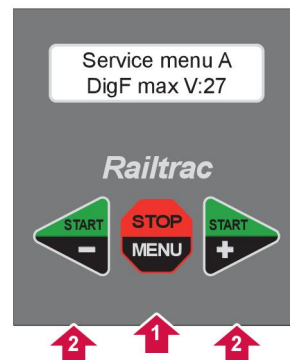 Service menu A
DigF max V:27
Railtrac
START
STOP
START
-
MENU
+
2
1
2